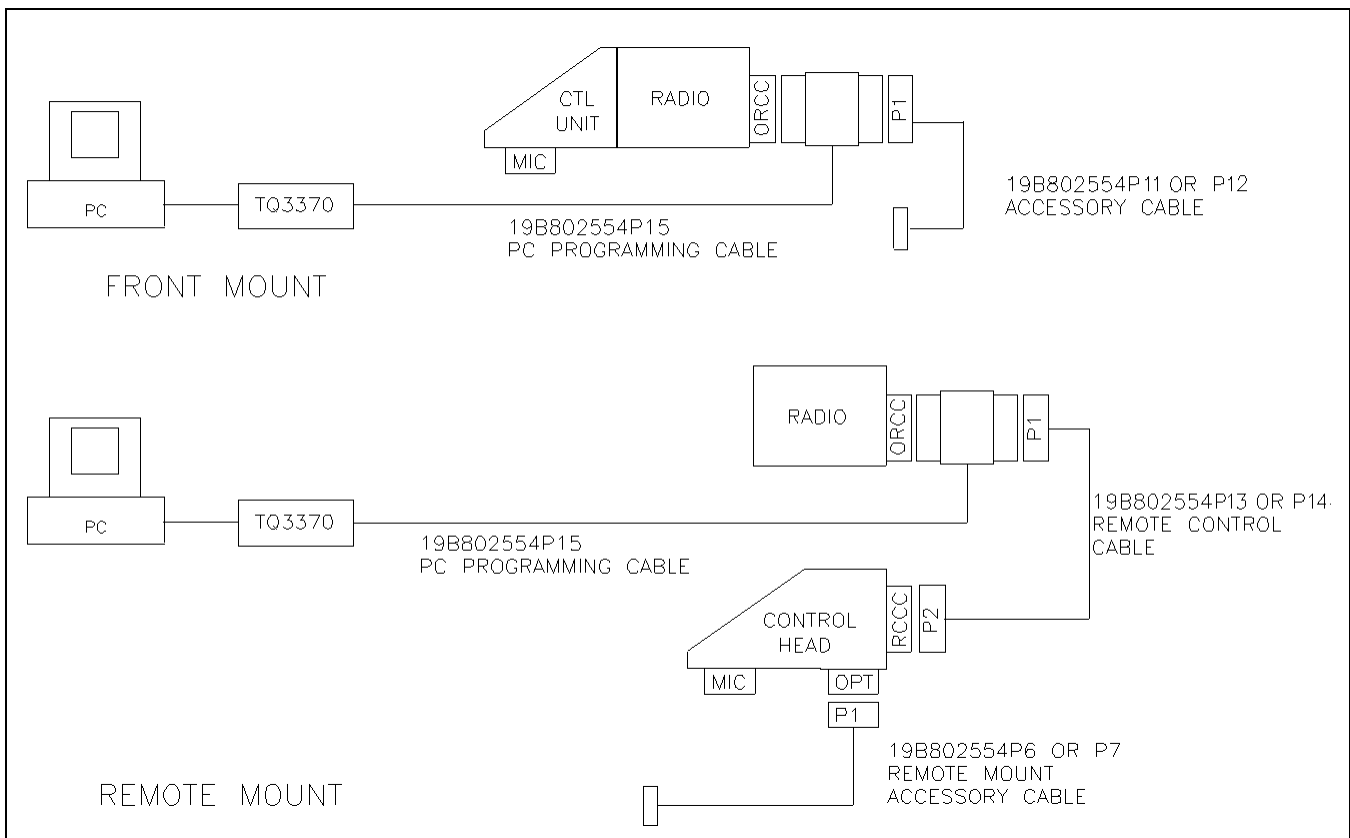 CTL
UNIT
RADIO
ORCC
P1
MIC
PC
TQ3370
19B802554P11 OR P12
ACCESSORY CABLE
19B802554P15
PC PROGRAMMING CABLE
FRONT MOUNT
RADIO
ORCC
P1
PC
TQ3370
19B802554P13 OR P14
REMOTE CONTROL
CABLE
19B802554P15
PC PROGRAMMING CABLE
CONTROL
HEAD
RCCC
P2
MIC
OPT
P1
19B802554P6 OR P7
REMOTE MOUNT
ACCESSORY CABLE
REMOTE MOUNT